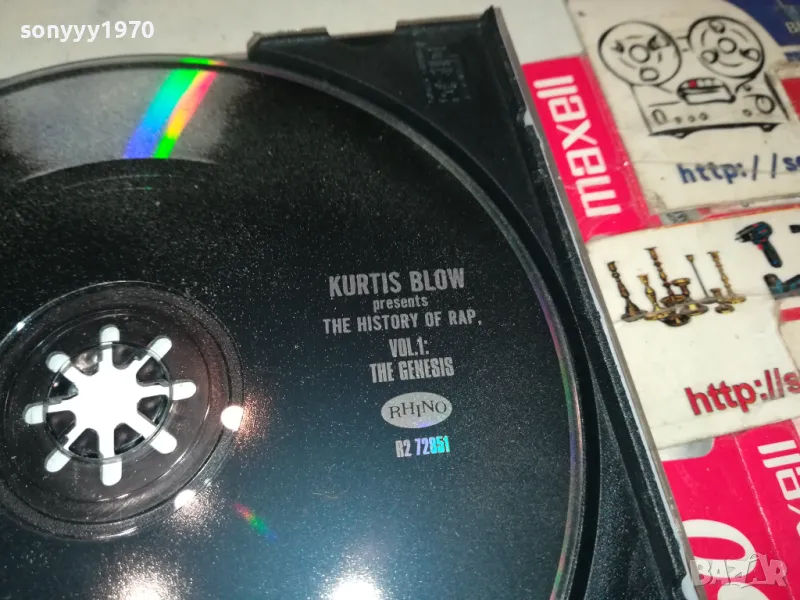 sonyyy1970
maxell
http://s
KURTIS BLOW
presents
THE HISTORY OF RAP,
VOL.1:
THE GENESIS
RHINO
R2 72851
http://s
maxell
BAZAR